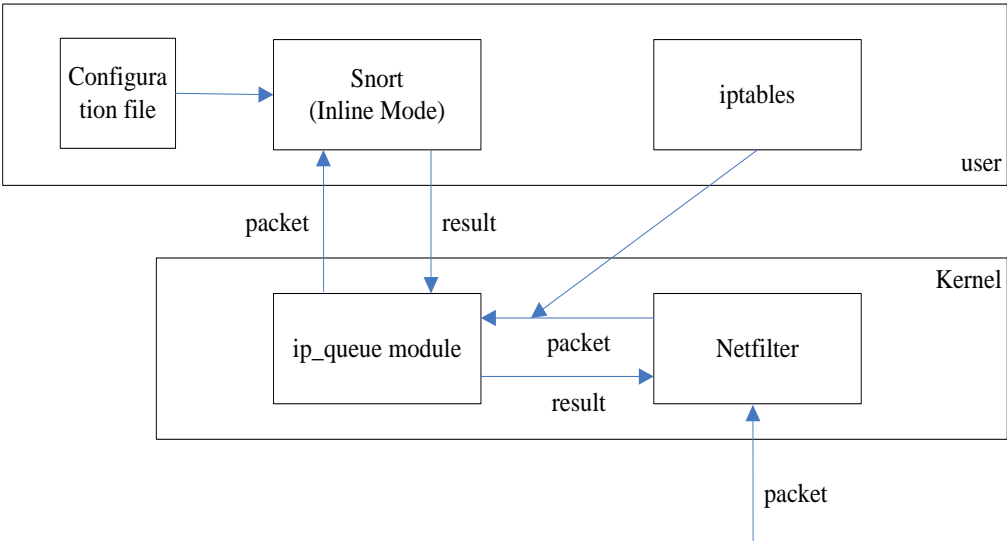 Configura
tion file
Snort
(Inline Mode)
iptables
user
packet
result
Kernel
ip_queue module
packet
Netfilter
result
packet